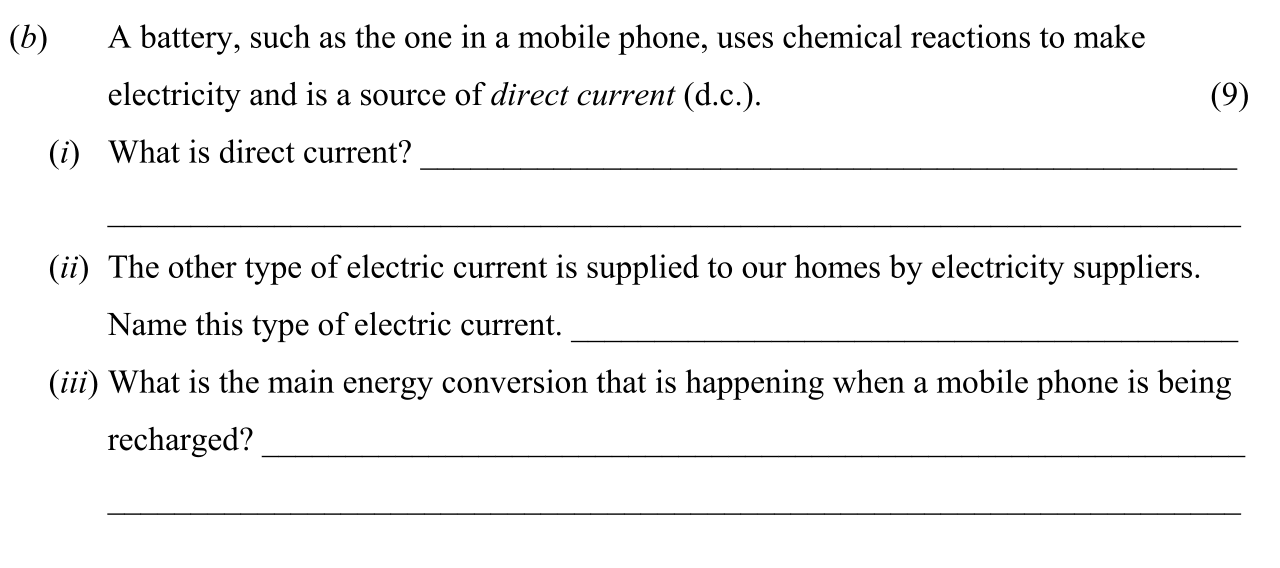 (b) A battery, such as the one in a mobile phone, uses chemical reactions to make
electricity and is a source of direct current (d.c.). (9)
(i) What is direct current? ______________________________
______________________________
(ii) The other type of electric current is supplied to our homes by electricity suppliers.
Name this type of electric current. ______________________________
(iii) What is the main energy conversion that is happening when a mobile phone is being
recharged? ______________________________
______________________________